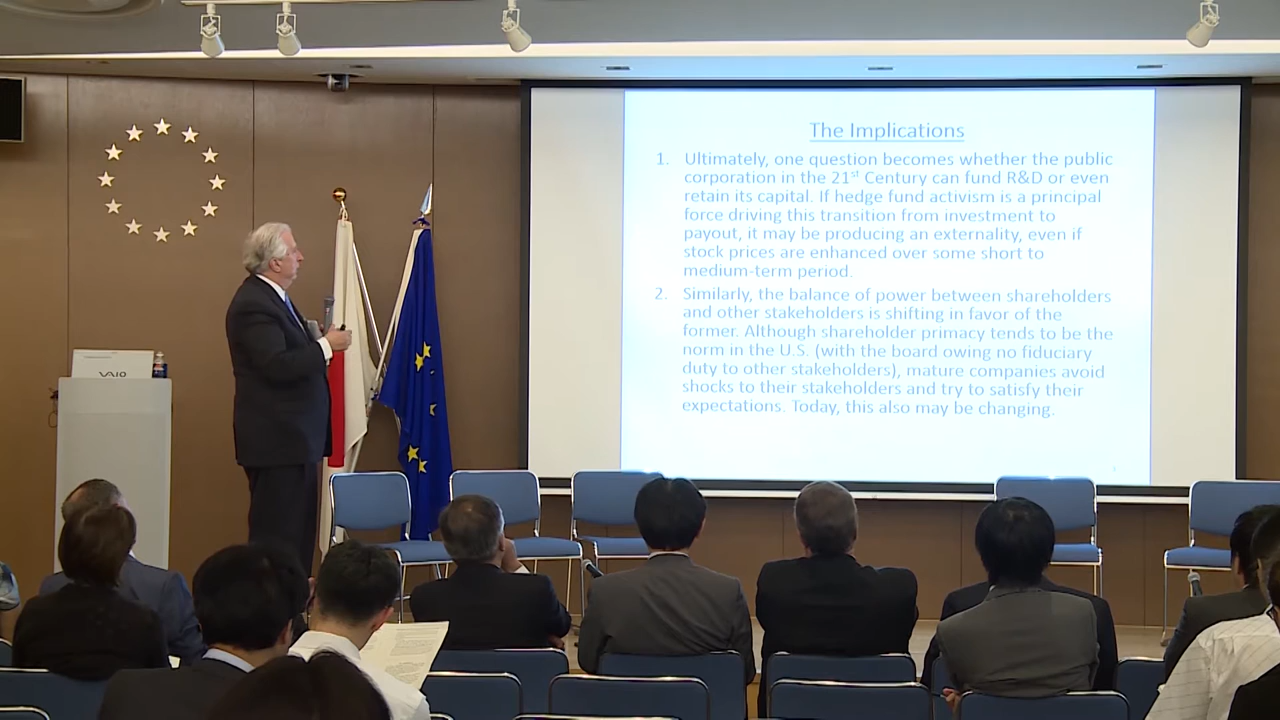 The Implications
1. Ultimately, one question becomes whether the public
corporation in the 21st Century can fund R&D or even
retain its capital. If hedge fund activism is a principal
force driving this transition from investment to
payout, it may be producing an externality, even if
stock prices are enhanced over some short to
medium-term period.
2. Similarly, the balance of power between shareholders
and other stakeholders is shifting in favor of the
former. Although shareholder primacy tends to be the
norm in the U.S. (with the board owing no fiduciary
duty to other stakeholders), mature companies avoid
shocks to their stakeholders and try to satisfy their
expectations. Today, this also may be changing.
VAIO